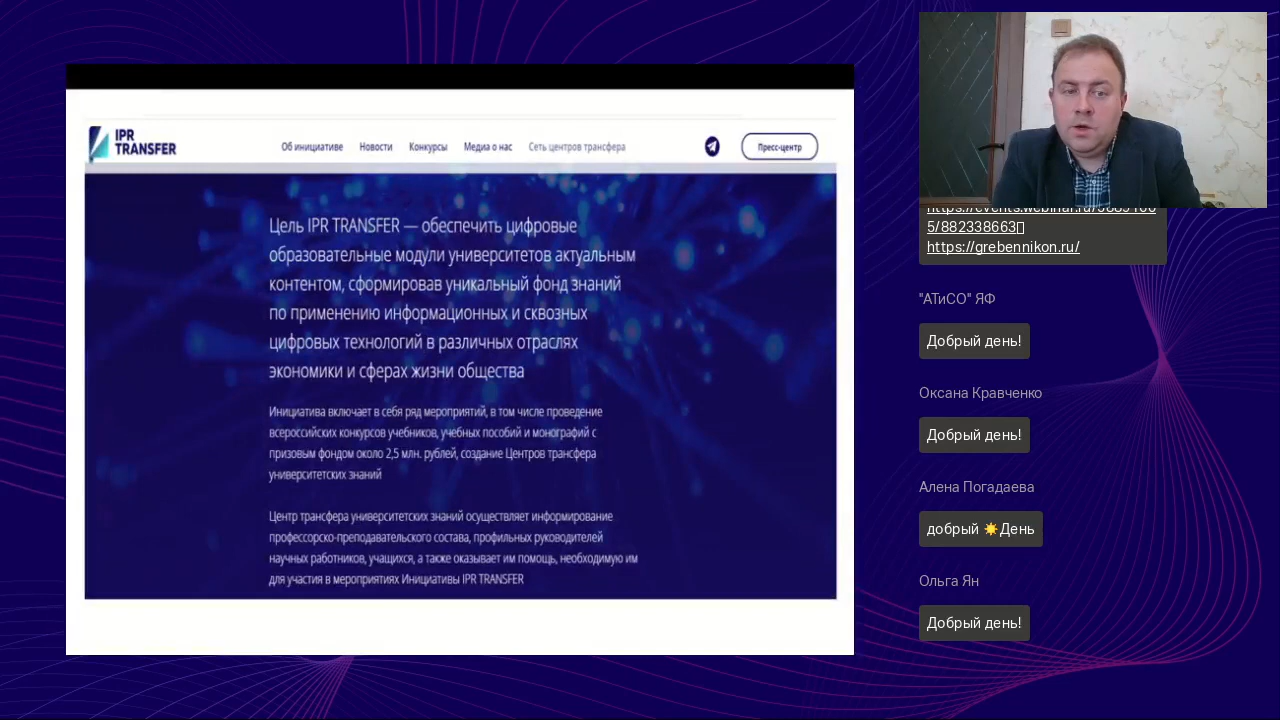 IPR
TRANSFER
Об инициативе Новости Конкурсы Медиа о нас Сеть центров трансфера Пресс-центр
Цель IPR TRANSFER — обеспечить цифровые
образовательные модули университетов актуальным
контентом, сформировав уникальный фонд знаний
по применению информационных и сквозных
цифровых технологий в различных отраслях
экономики и сферах жизни общества
Инициатива включает в себя ряд мероприятий, в том числе проведение
всероссийских конкурсов учебников, учебных пособий и монографий с
призовым фондом около 2,5 млн. рублей, создание Центров трансфера
университетских знаний
Центр трансфера университетских знаний осуществляет информирование
профессорско-преподавательского состава, профильных руководителей
научных работников, учащихся, а также оказывает им помощь, необходимую им
для участия в мероприятиях Инициативы IPR TRANSFER
5/882338663
https://grebennikon.ru/
"АТиСО" ЯФ
Добрый день!
Оксана Кравченко
Добрый день!
Алена Погадаева
добрый ☀️День
Ольга Ян
Добрый день!